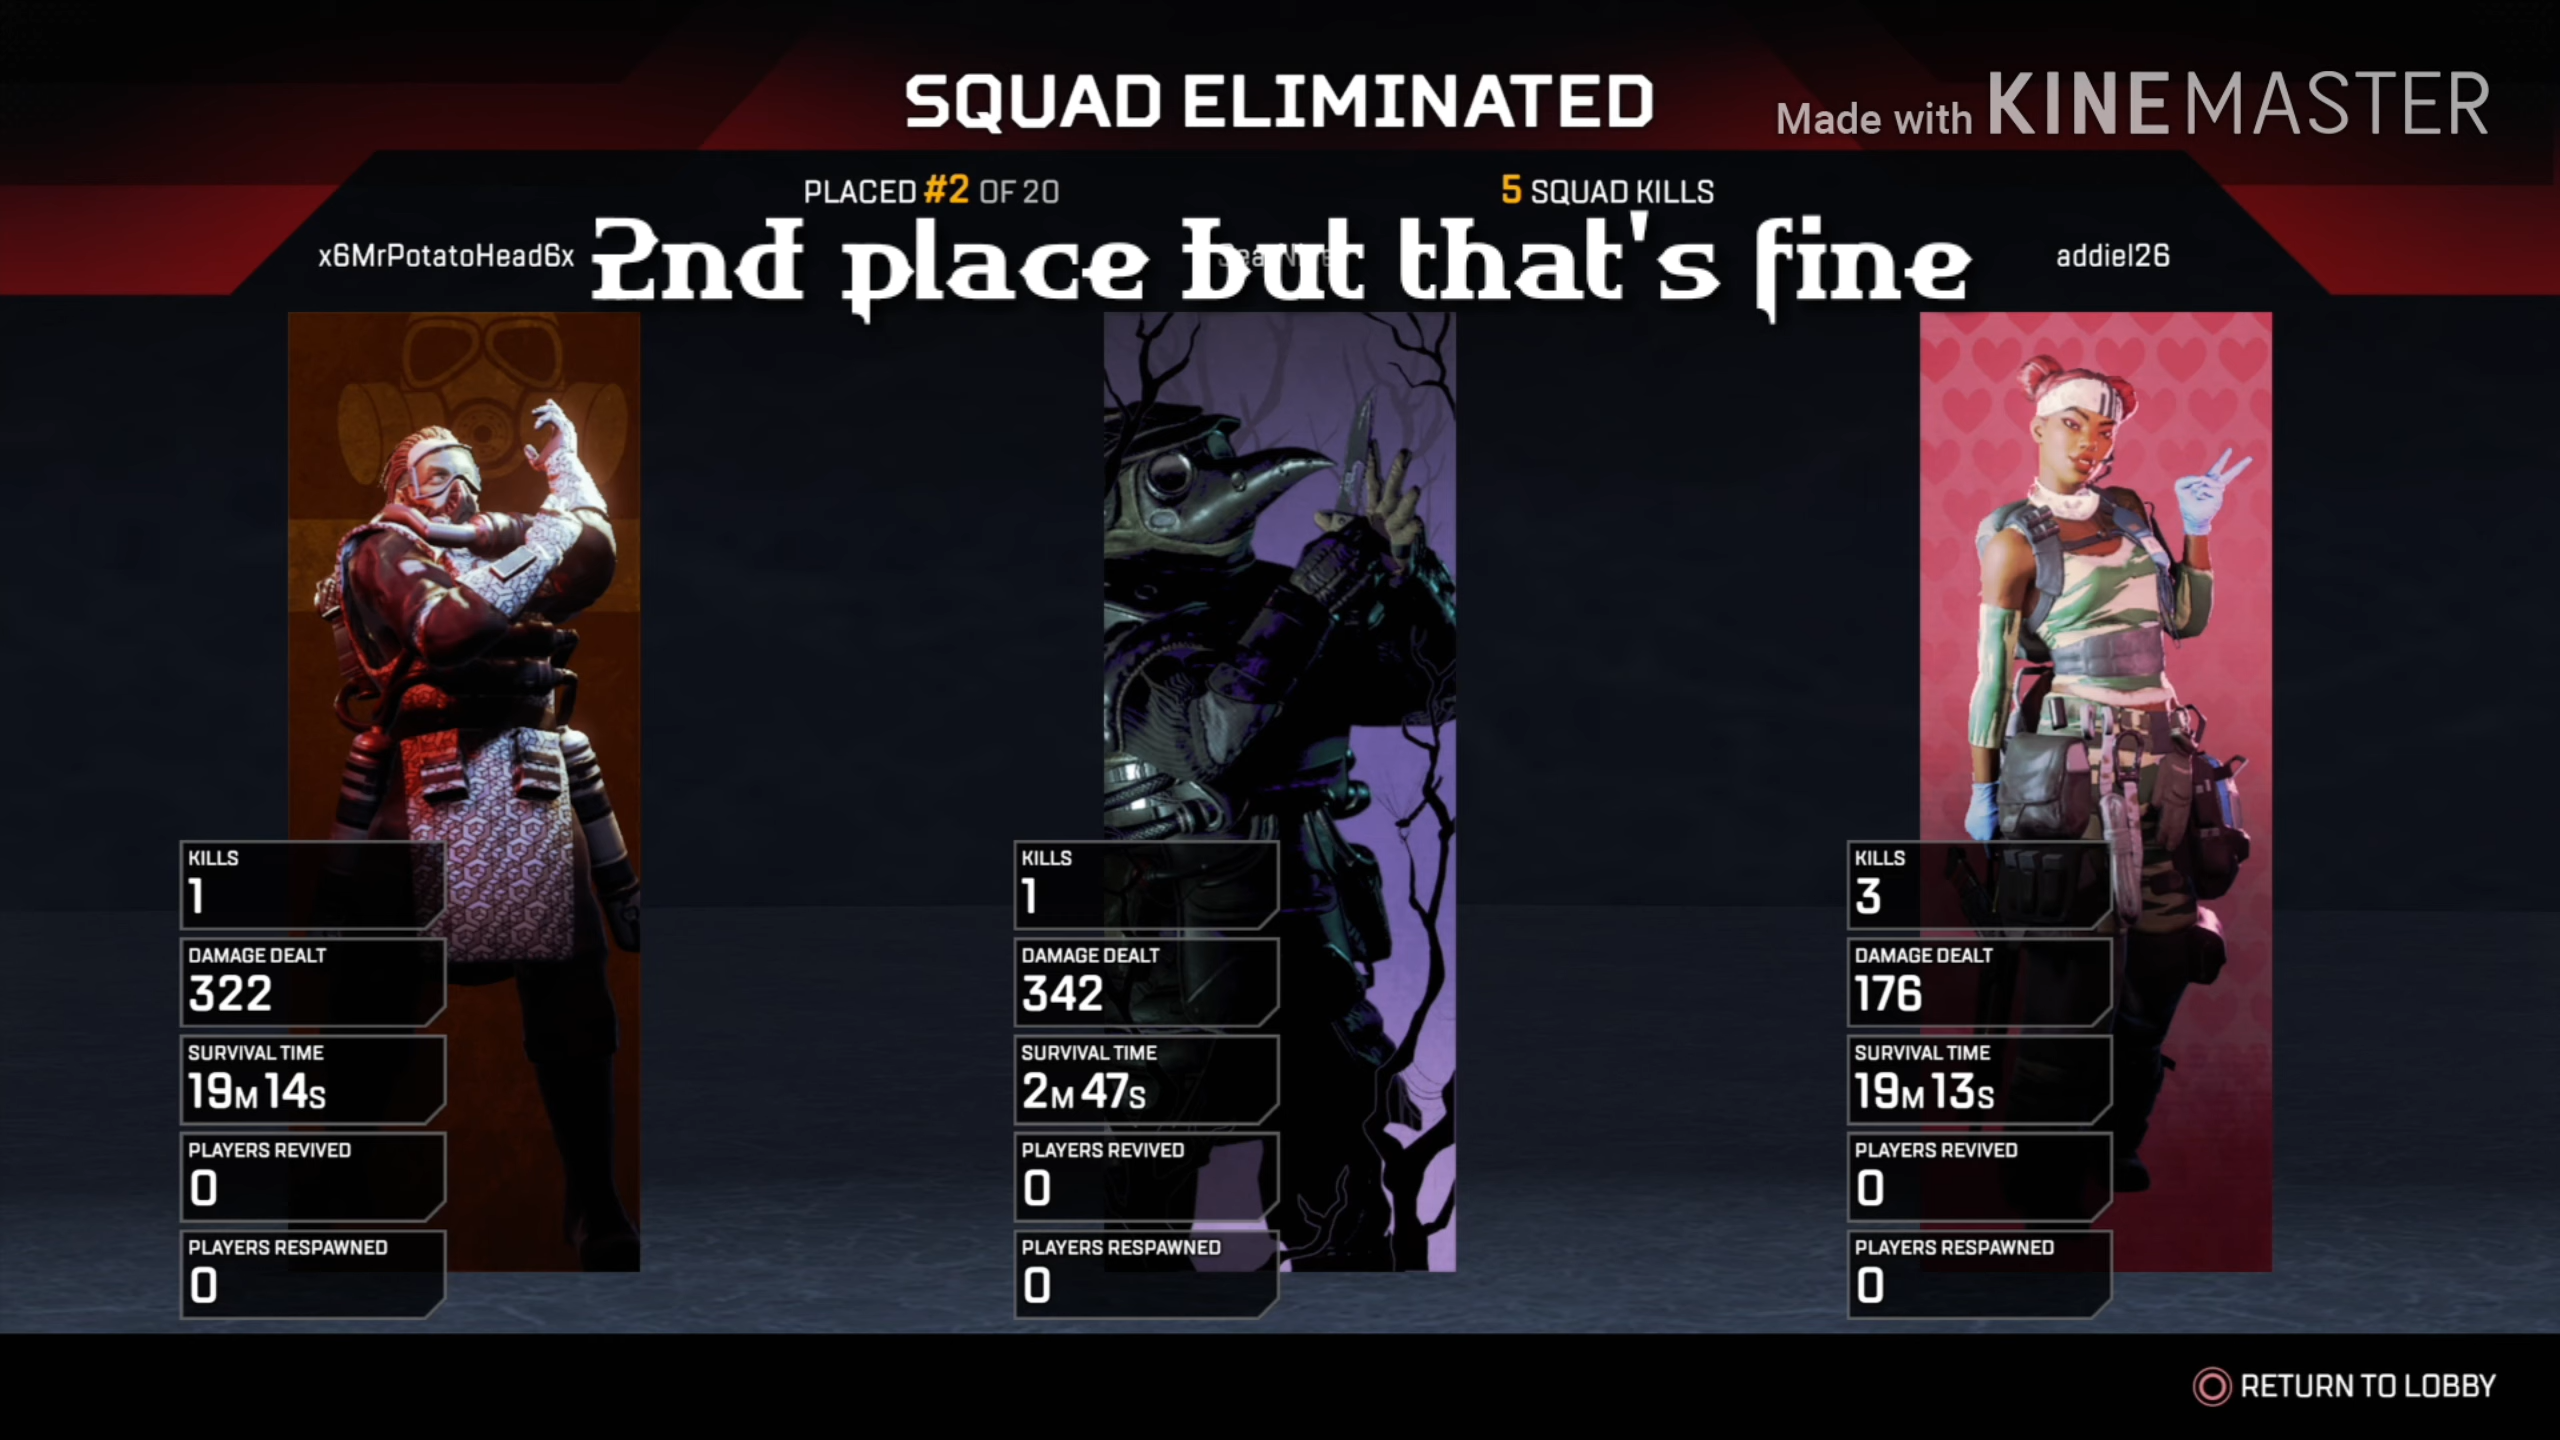 SQUAD ELIMINATED
Made with KINEMASTER
PLACED #2 OF 20
5 SQUAD KILLS
x6MrPotatoHead6x
2nd place but that's fine
addiel26
KILLS
1
DAMAGE DEALT
322
SURVIVAL TIME
19M 14S
PLAYERS REVIVED
0
PLAYERS RESPAWNED
0
KILLS
1
DAMAGE DEALT
342
SURVIVAL TIME
2M 47S
PLAYERS REVIVED
0
PLAYERS RESPAWNED
0
KILLS
3
DAMAGE DEALT
176
SURVIVAL TIME
19M 13S
PLAYERS REVIVED
0
PLAYERS RESPAWNED
0
RETURN TO LOBBY